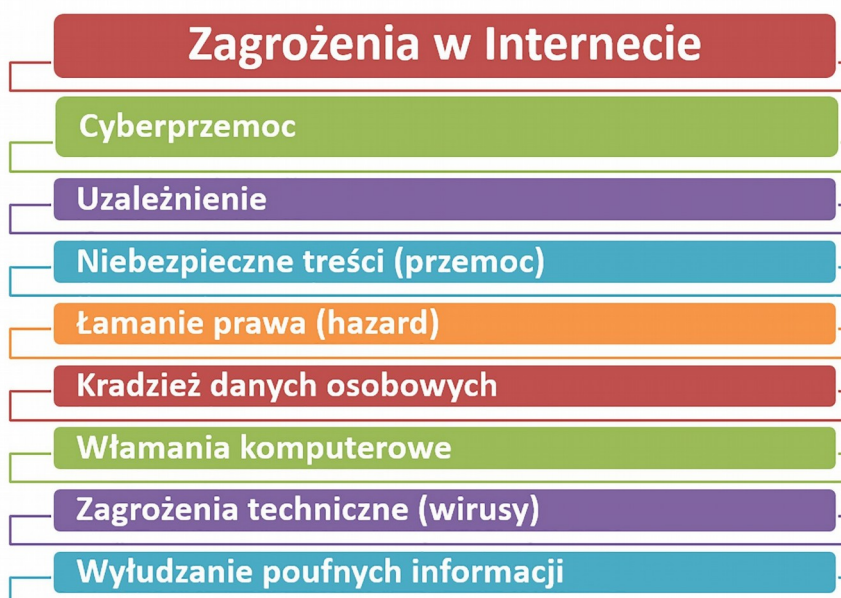 Zagrożenia w Internecie
Cyberprzemoc
Uzależnienie
Niebezpieczne treści (przemoc)
Łamanie prawa (hazard)
Kradzież danych osobowych
Włamania komputerowe
Zagrożenia techniczne (wirusy)
Wyłudzanie poufnych informacji